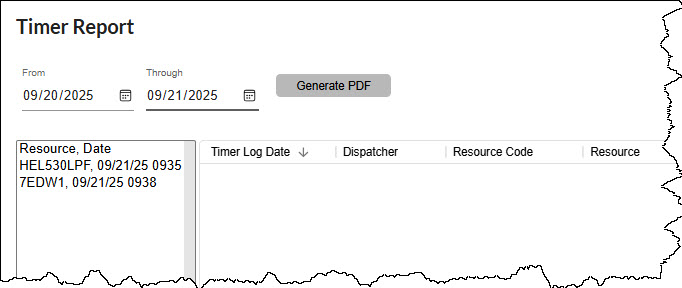 Timer Report
From
Through
09/20/2025
09/21/2025
Generate PDF
Resource, Date
HEL530LPF, 09/21/25 0935
7EDW1, 09/21/25 0938
Timer Log Date
Dispatcher
Resource Code
Resource